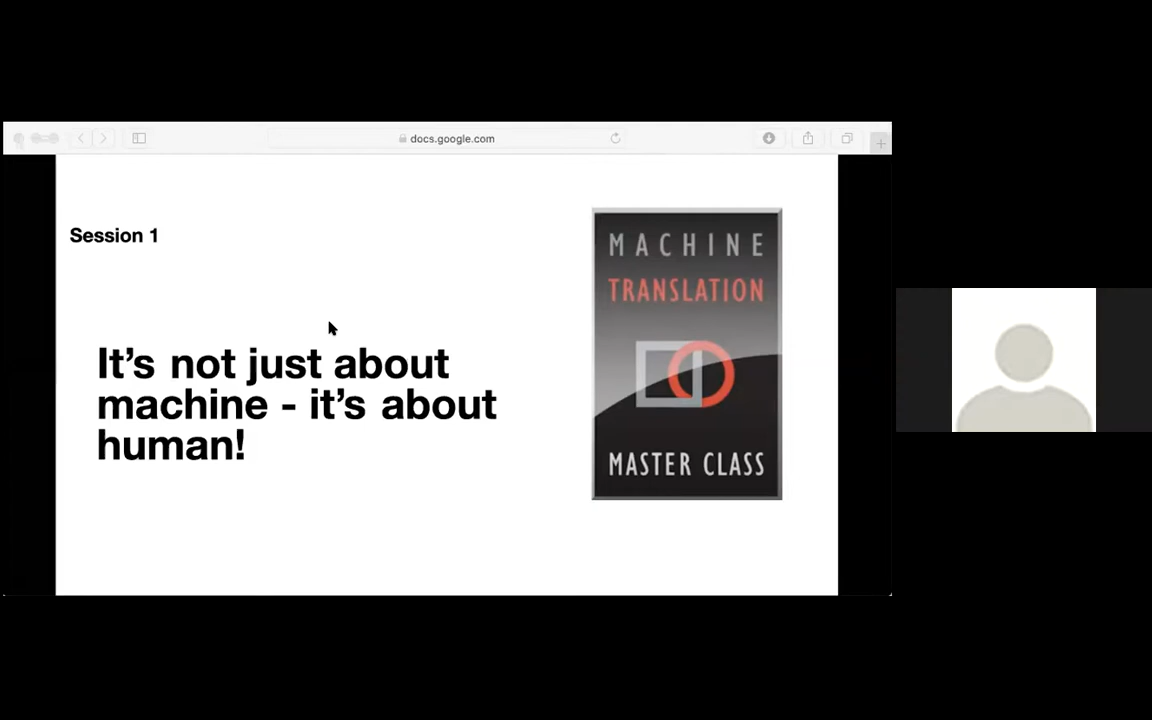 docs.google.com
Session 1
It's not just about
machine - it's about
human!
MACHINE
TRANSLATION
MASTER CLASS